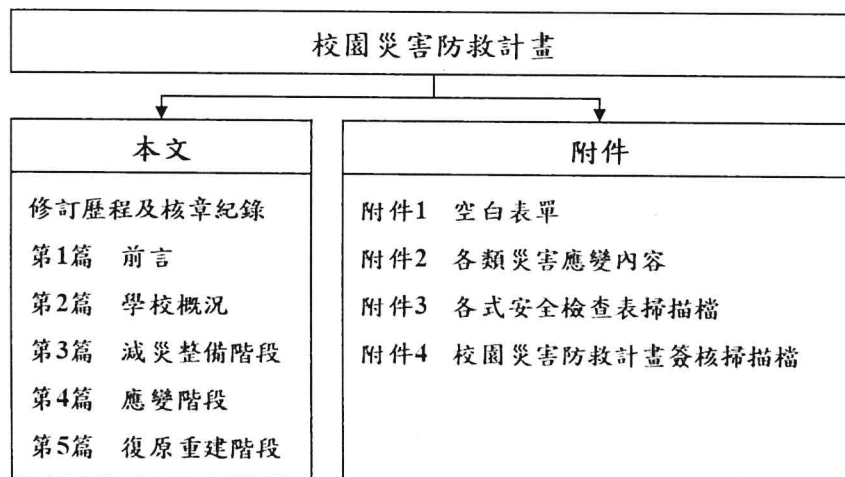 校園災害防救計畫
本文
修訂歷程及核章紀錄
第1篇 前言
第2篇 學校概況
第3篇 減災整備階段
第4篇 應變階段
第5篇 復原重建階段
附件
附件1 空白表單
附件2 各類災害應變內容
附件3 各式安全檢查表掃描檔
附件4 校園災害防救計畫簽核掃描檔